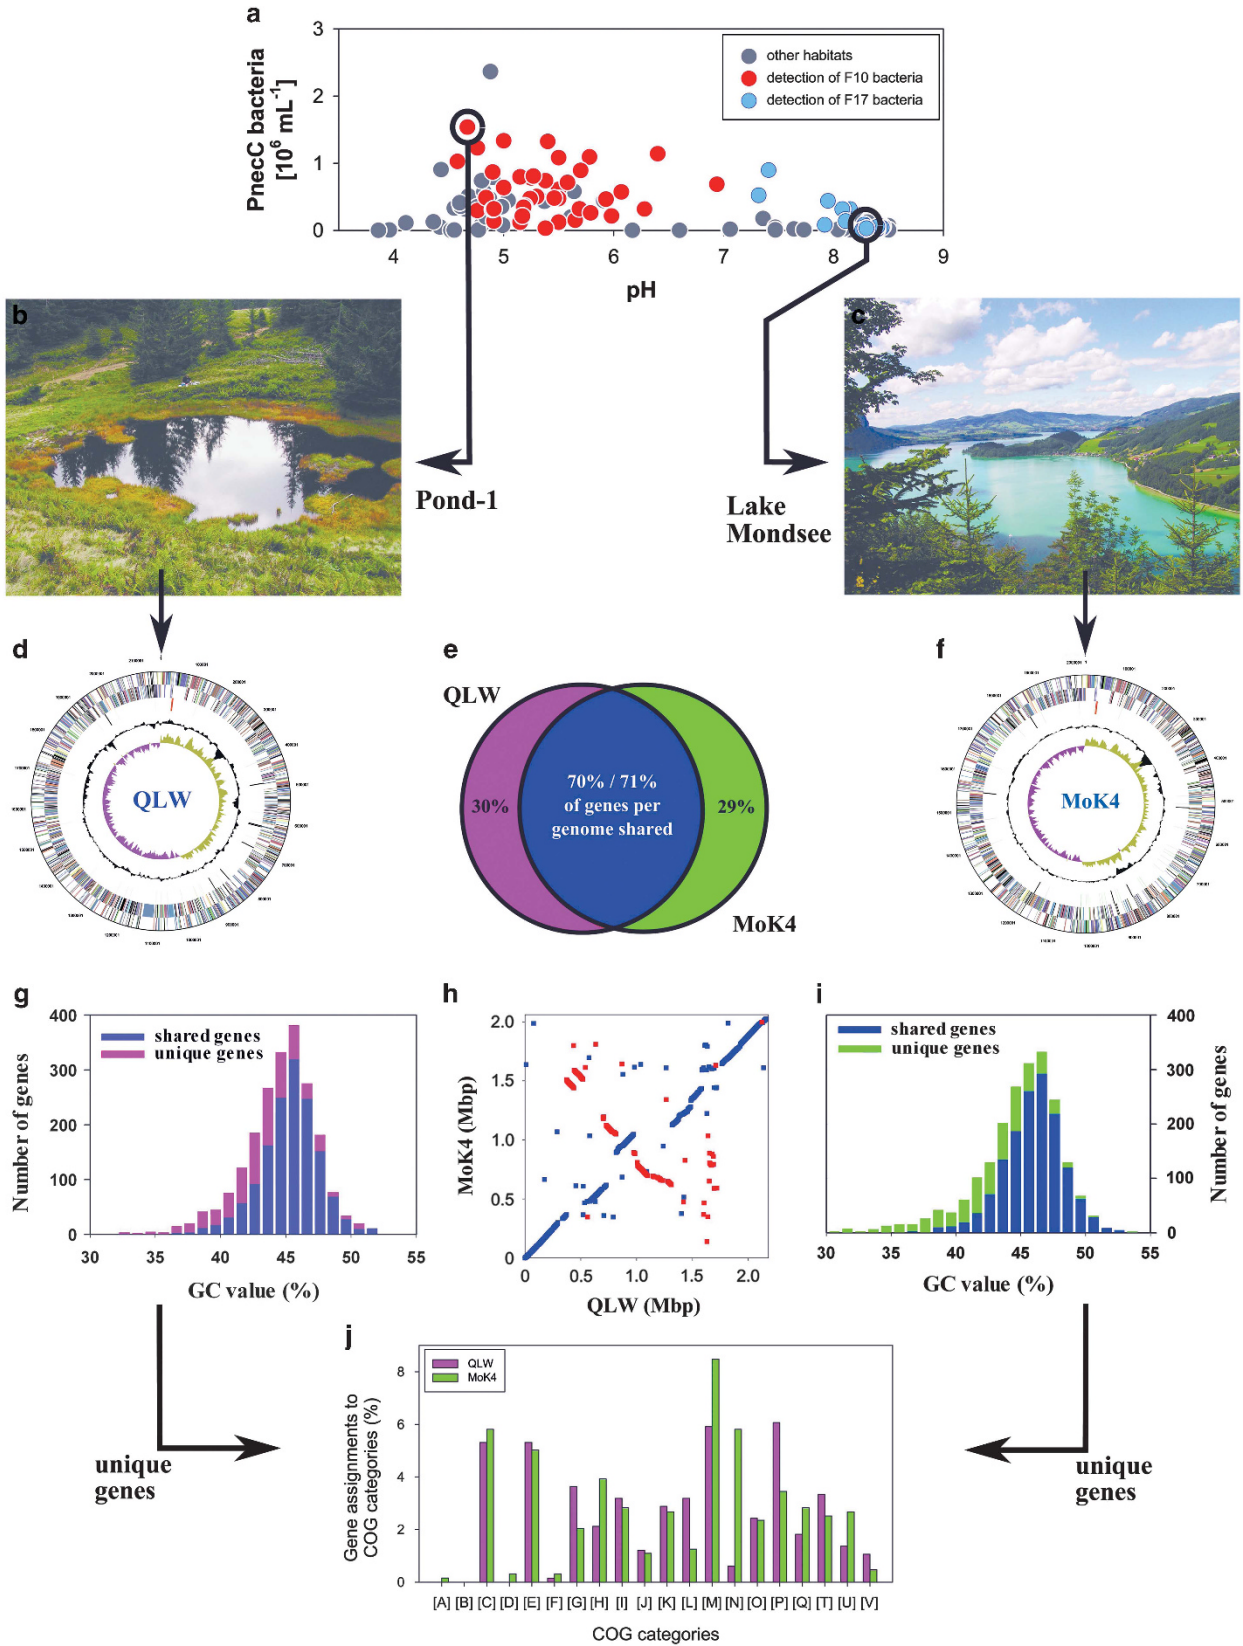 a
PnecC bacteria
[10⁶ mL⁻¹]
3
2
1
0
other habitats
detection of F10 bacteria
detection of F17 bacteria
4 5 6 7 8 9
pH
b
c
Pond-1
Lake
Mondsee
d
e
f
QLW
QLW
MoK4
30%
70% / 71%
of genes per
genome shared
29%
MoK4
g
Number of genes
400
300
200
100
0
shared genes
unique genes
30 35 40 45 50 55
GC value (%)
h
MoK4 (Mbp)
2.0
1.5
1.0
0.5
0
0 0.5 1.0 1.5 2.0
QLW (Mbp)
i
shared genes
unique genes
400
300
200
100
0
Number of genes
30 35 40 45 50 55
GC value (%)
unique
genes
unique
genes
j
Gene assignments to
COG categories (%)
8
6
4
2
0
QLW
MoK4
[A] [B] [C] [D] [E] [F] [G] [H] [I] [J] [K] [L] [M] [N] [O] [P] [Q] [T] [U] [V]
COG categories